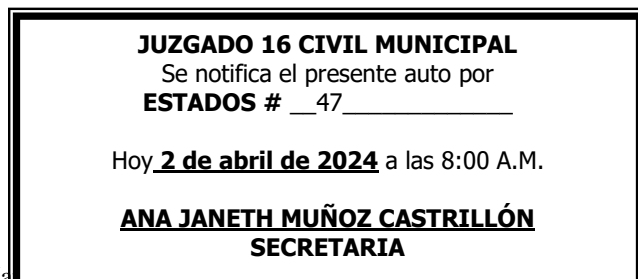 JUZGADO 16 CIVIL MUNICIPAL
Se notifica el presente auto por
ESTADOS # __47_____________
Hoy 2 de abril de 2024 a las 8:00 A.M.
ANA JANETH MUÑOZ CASTRILLÓN
SECRETARIA
a